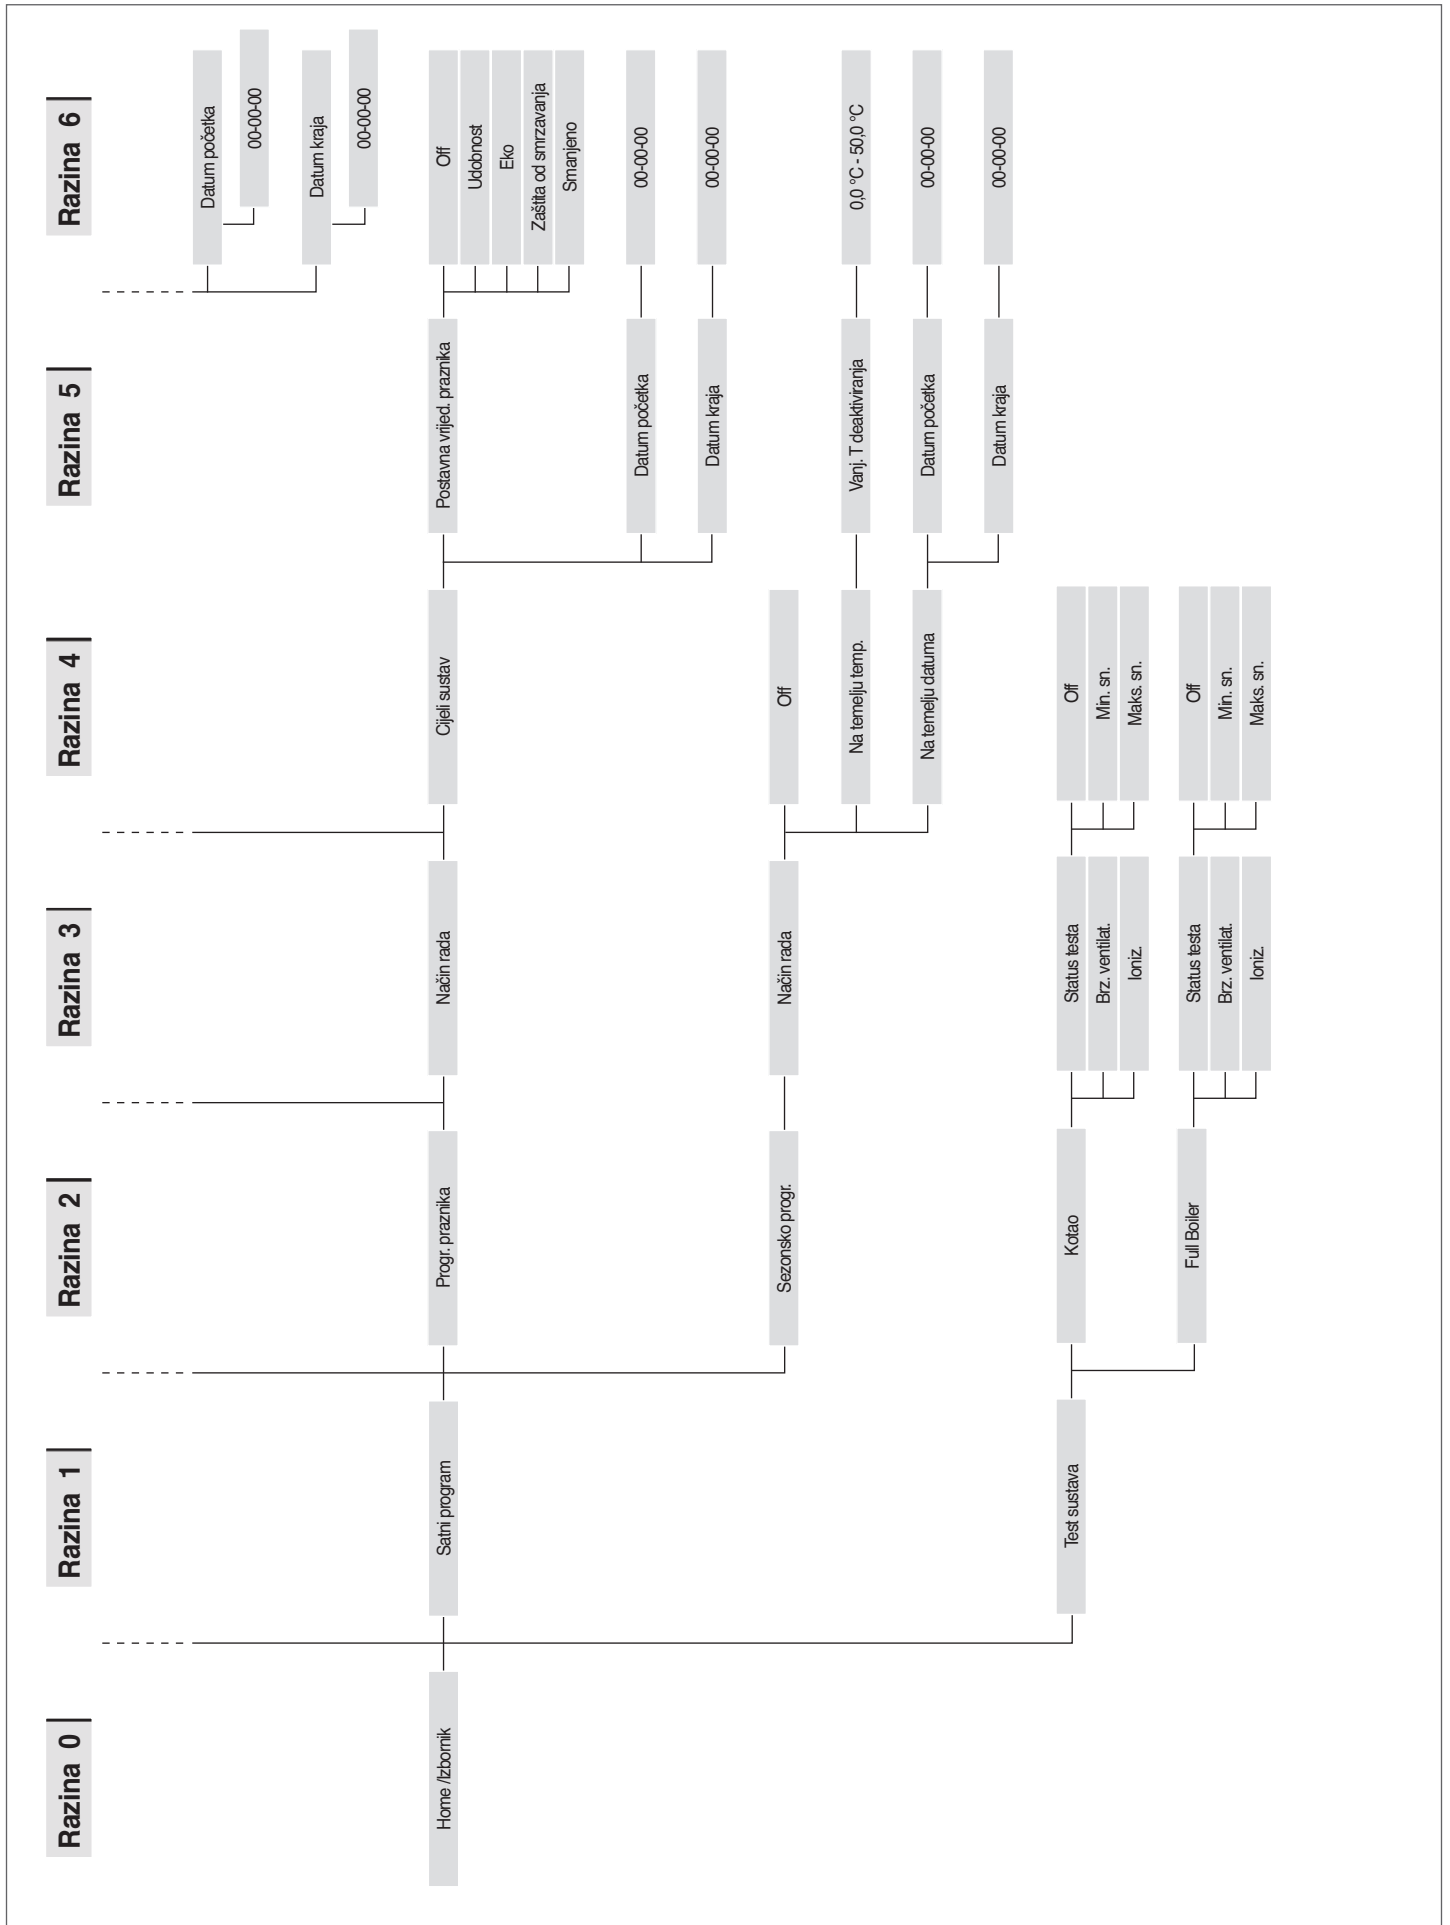 Razina 0
Razina 1
Razina 2
Razina 3
Razina 4
Razina 5
Razina 6
Datum početka
00-00-00
Datum kraja
00-00-00
Home /Izbornik
Satni program
Progr. praznika
Način rada
Cijeli sustav
Postavna vrijed. praznika
Off
Udobnost
Eko
Zaštita od smrzavanja
Smanjeno
Datum početka
00-00-00
Datum kraja
00-00-00
Sezonsko progr.
Način rada
Off
Na temelju temp.
Vanj. T deaktiviranja
0,0 °C - 50,0 °C
Na temelju datuma
Datum početka
00-00-00
Datum kraja
00-00-00
Test sustava
Kotao
Status testa
Off
Brz. ventilat.
Min. sn.
Ioniz.
Maks. sn.
Full Boiler
Status testa
Off
Brz. ventilat.
Min. sn.
Ioniz.
Maks. sn.